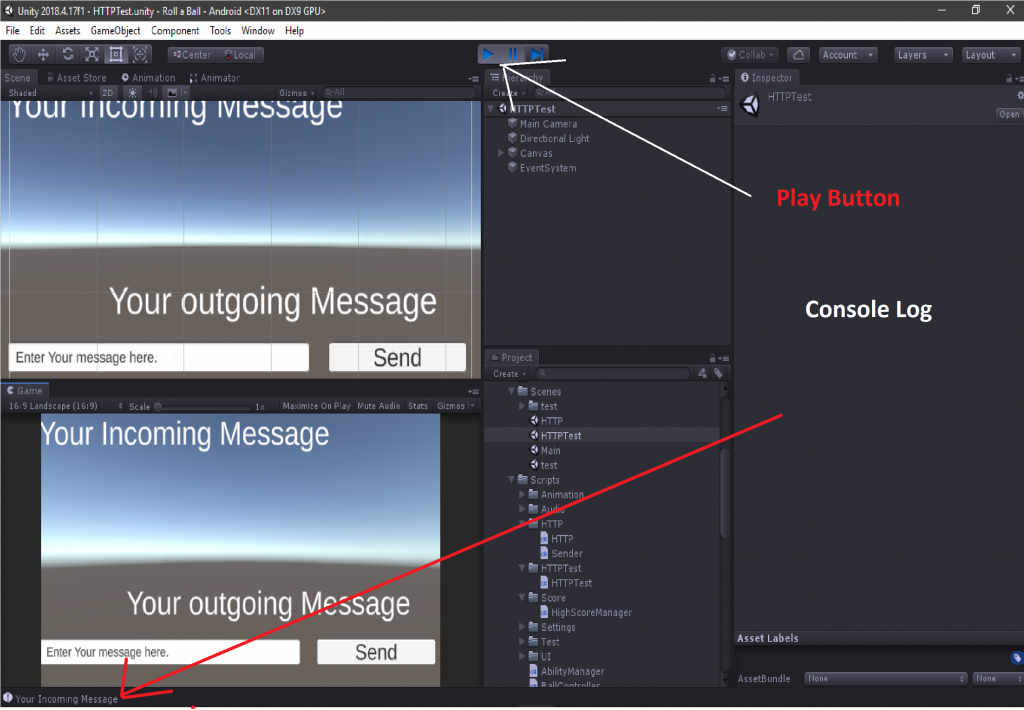 Unity 2018.4.17f1 - HTTPTest.unity - Roll a Ball - Android <DX11 on DX9 GPU>
File Edit Assets GameObject Component Tools Window Help
Center Local Collab Account Layers Layout
Scene Asset Store Animation Animator
Shaded 2D Gizmos All
Your Incoming Message
Your outgoing Message
Enter Your message here. Send
Game
16:9 Landscape (16:9) Scale 1x Maximize On Play Mute Audio Stats Gizmos
Your Incoming Message
Your outgoing Message
Enter Your message here. Send
Your Incoming Message
Hierarchy
Create All
HTTPTest
Main Camera
Directional Light
Canvas
EventSystem
Project
Create
Scenes
test
HTTP
HTTPTest
Main
test
Scripts
Animation
Audio
HTTP
HTTP
Sender
HTTPTest
HTTPTest
Score
HighScoreManager
Settings
Test
UI
AbilityManager
BallController
Inspector
HTTPTest
Open
Play Button
Console Log
Asset Labels
AssetBundle None None